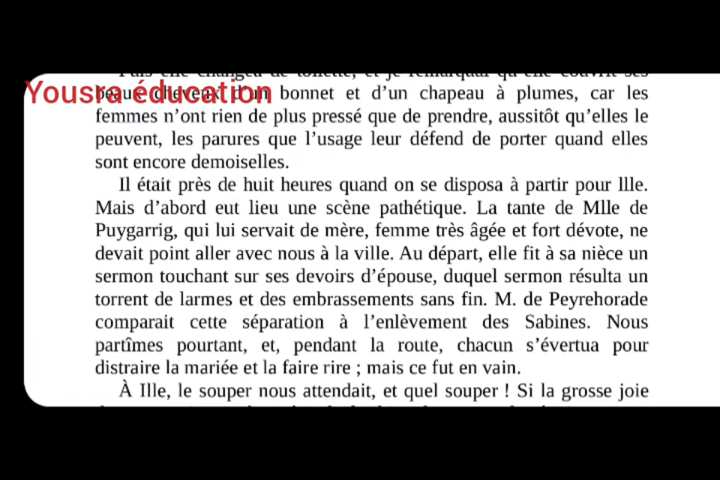 Puis elle changea de toilette, et je remarquai qu'elle couvrit ses
Yousra éducation
beaux cheveux d'un bonnet et d'un chapeau à plumes, car les
femmes n'ont rien de plus pressé que de prendre, aussitôt qu'elles le
peuvent, les parures que l'usage leur défend de porter quand elles
sont encore demoiselles.
Il était près de huit heures quand on se disposa à partir pour Ille.
Mais d'abord eut lieu une scène pathétique. La tante de Mlle de
Puygarrig, qui lui servait de mère, femme très âgée et fort dévote, ne
devait point aller avec nous à la ville. Au départ, elle fit à sa nièce un
sermon touchant sur ses devoirs d'épouse, duquel sermon résulta un
torrent de larmes et des embrassements sans fin. M. de Peyrehorade
comparait cette séparation à l'enlèvement des Sabines. Nous
partîmes pourtant, et, pendant la route, chacun s'évertua pour
distraire la mariée et la faire rire ; mais ce fut en vain.
À Ille, le souper nous attendait, et quel souper ! Si la grosse joie